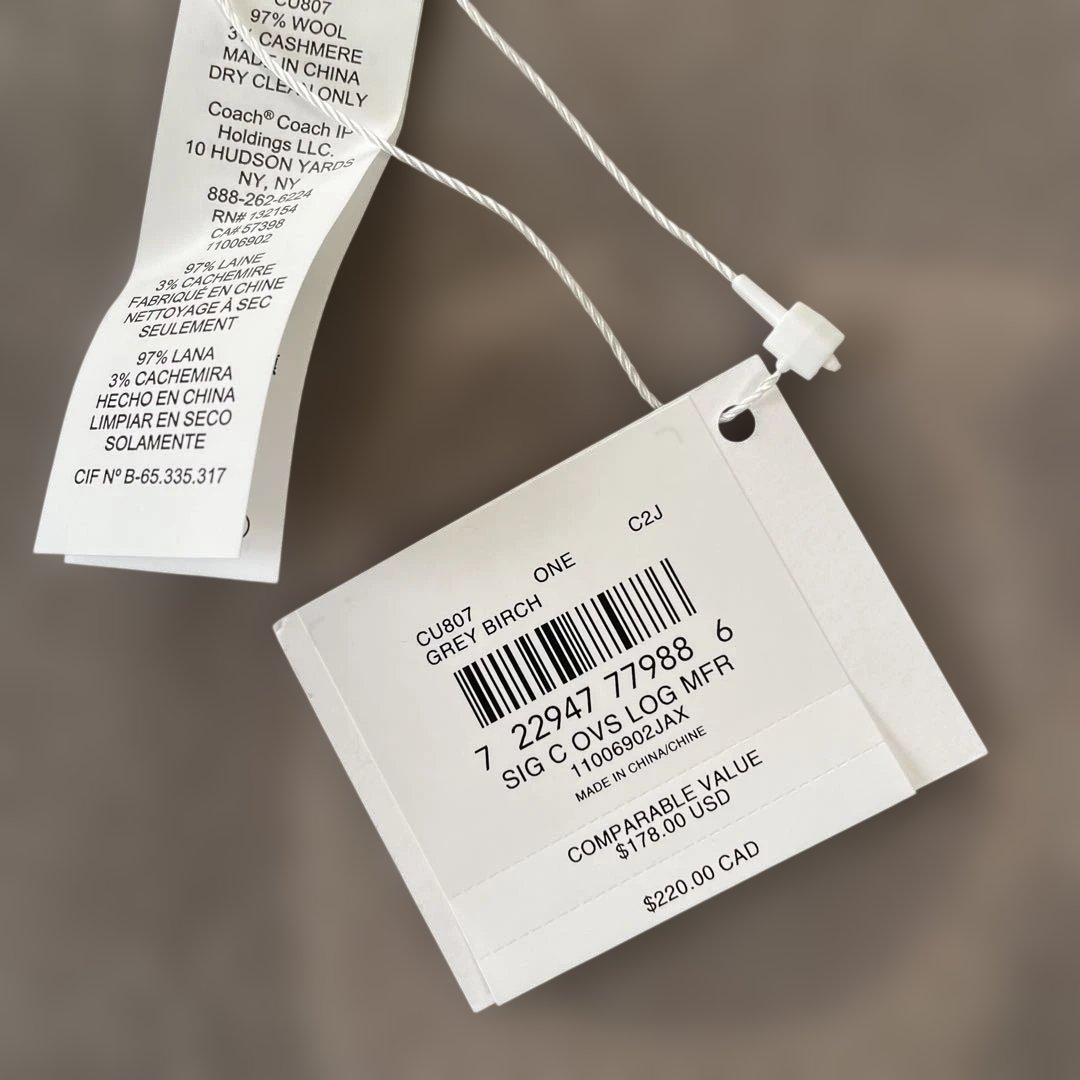 CU807
97% WOOL
3% CASHMERE
MADE IN CHINA
DRY CLEAN ONLY
Coach® Coach IP
Holdings LLC.
10 HUDSON YARDS
NY, NY
888-262-6224
RN# 132154
CA# 57398
11006902
97% LAINE
3% CACHEMIRE
FABRIQUÉ EN CHINE
NETTOYAGE À SEC
SEULEMENT
97% LANA
3% CACHEMIRA
HECHO EN CHINA
LIMPIAR EN SECO
SOLAMENTE
CIF Nº B-65.335.317
CU807 ONE C2J
GREY BIRCH
7 22947 77988 6
SIG C OVS LOG MFR
11006902JAX
MADE IN CHINA/CHINE
COMPARABLE VALUE
$178.00 USD
$220.00 CAD